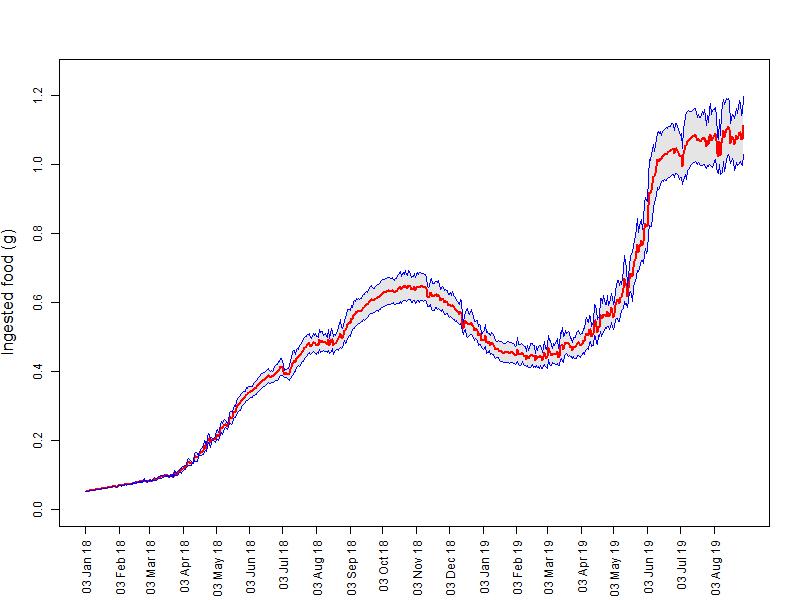 Ingested food (g)
1.2
1.0
0.8
0.6
0.4
0.2
0.0
03 Jan 18
03 Feb 18
03 Mar 18
03 Apr 18
03 May 18
03 Jun 18
03 Jul 18
03 Aug 18
03 Sep 18
03 Oct 18
03 Nov 18
03 Dec 18
03 Jan 19
03 Feb 19
03 Mar 19
03 Apr 19
03 May 19
03 Jun 19
03 Jul 19
03 Aug 19